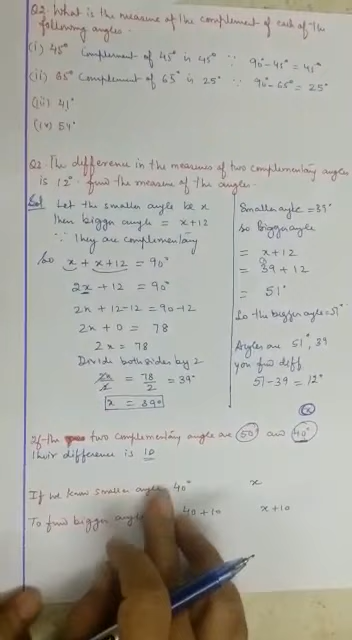 Q2. What is the measure of the complement of each of the
following angles.
(i) 45° Complement of 45° is 45° ∵ 90°-45° = 45°
(ii) 65° Complement of 65° is 25° ∵ 90°-65° = 25°
(iii) 41°
(iv) 54°
Q3. The difference in the measures of two complementary angles
is 12°. find the measure of the angles.
Sol Let the smaller angle be x
then bigger angle = x+12
∵ They are complementary
So x + x+12 = 90°
2x + 12 = 90°
2x + 12-12 = 90-12
2x + 0 = 78
2x = 78
Divide both sides by 2
2x/2 = 78/2 = 39°
x = 39°
Smaller angle = 39°
So Bigger angle
= x+12
= 39 + 12
= 51°
So the bigger angle = 51°
Angles are 51°, 39
you find diff
51-39 = 12°
If the two complementary angle are 50° and 40°
Their difference is 10
If we know smaller angle 40° x
To find bigger angle 40+10 x+10